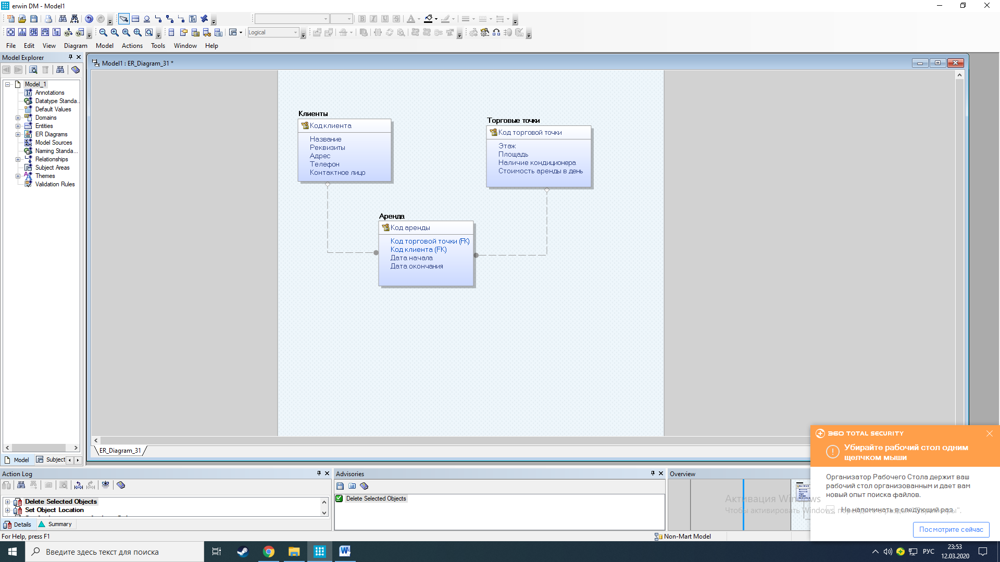 erwin DM - Model1
Logical
File Edit View Diagram Model Actions Tools Window Help
Model Explorer
Model_1
Annotations
Datatype Standa...
Default Values
Domains
Entities
ER Diagrams
Model Sources
Naming Standa...
Relationships
Subject Areas
Themes
Validation Rules
Model Subject
Model1 : ER_Diagram_31 *
Клиенты
Код клиента
Название
Реквизиты
Адрес
Телефон
Контактное лицо
Торговые точки
Код торговой точки
Этаж
Площадь
Наличие кондиционера
Стоимость аренды в день
Аренда
Код аренды
Код торговой точки (FK)
Код клиента (FK)
Дата начала
Дата окончания
ER_Diagram_31
Action Log
Delete Selected Objects
Set Object Location
Details Summary
Advisories
Delete Selected Objects
Overview
Активация Windows
Чтобы активировать Windows, перейдите в раздел "Параметры".
360 TOTAL SECURITY
Убирайте рабочий стол одним
щелчком мыши
Организатор Рабочего Стола держит ваш
рабочий стол организованным и дает вам
новый опыт поиска файлов.
Не напоминать в следующий раз
Посмотрите сейчас
For Help, press F1
Non-Mart Model
Введите здесь текст для поиска
РУС
23:53
12.03.2020